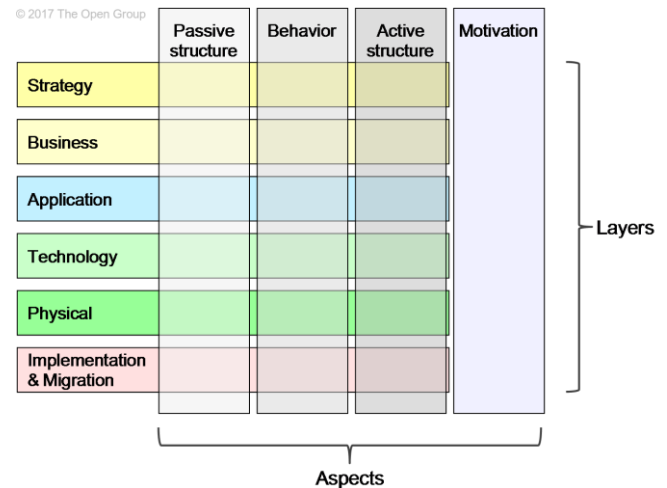 © 2017 The Open Group
Passive
structure
Behavior
Active
structure
Motivation
Strategy
Business
Application
Technology
Physical
Implementation
& Migration
Layers
Aspects